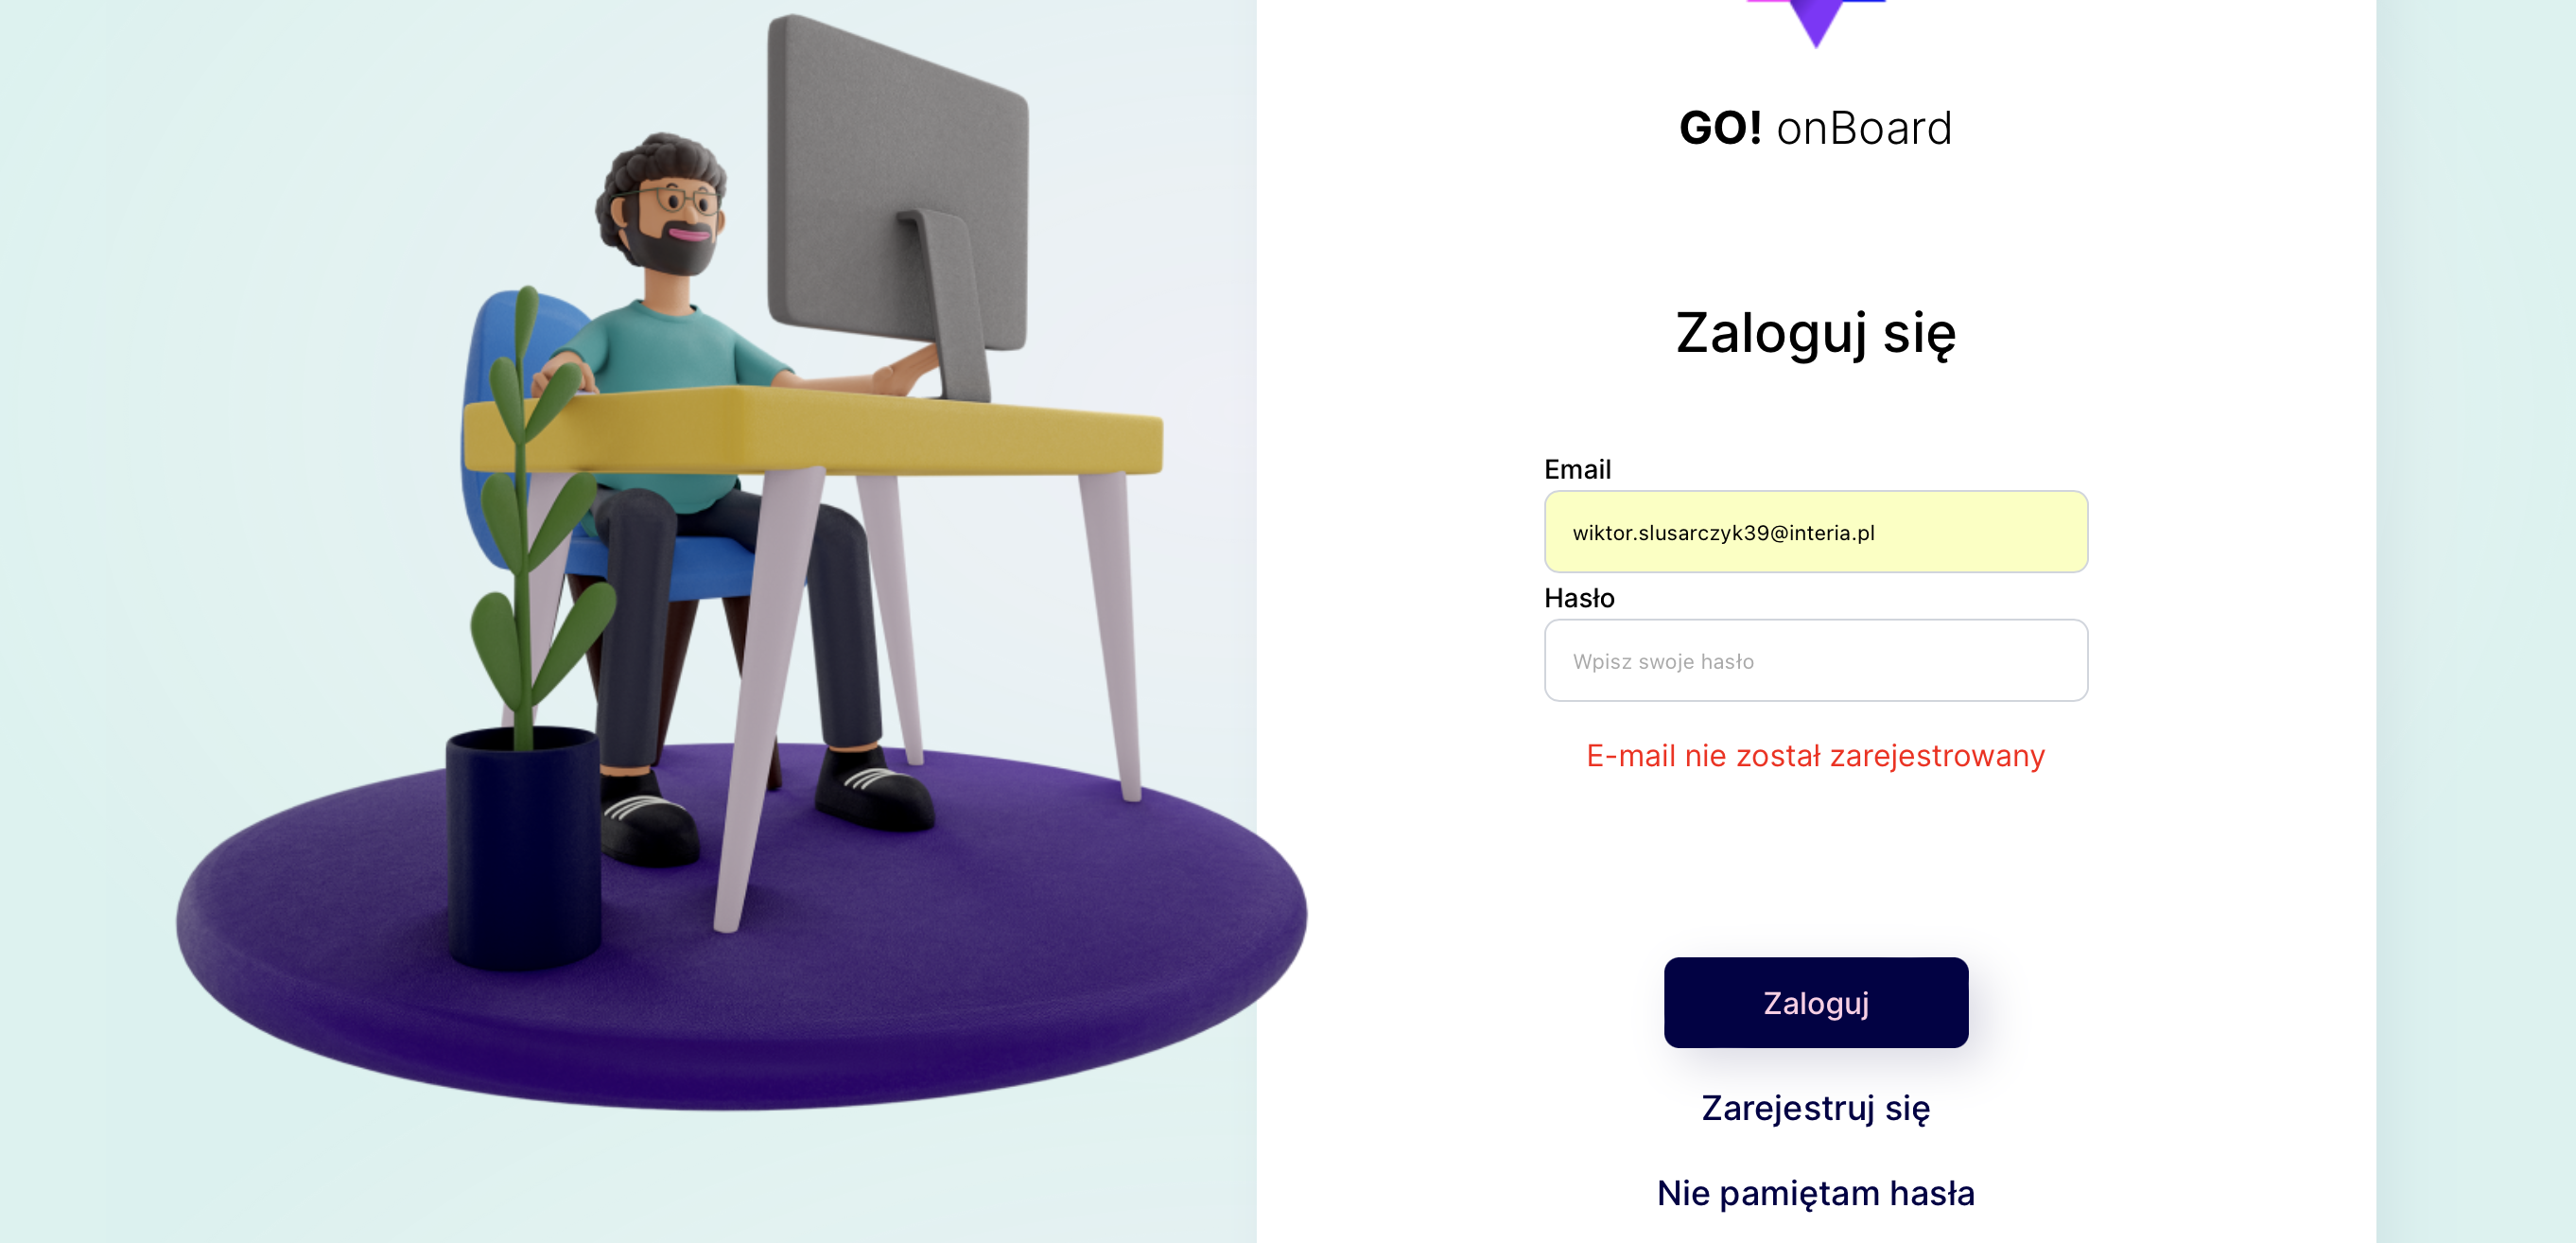 GO! onBoard
Zaloguj się
Email
wiktor.slusarczyk39@interia.pl
Hasło
Wpisz swoje hasło
E-mail nie został zarejestrowany
Zaloguj
Zarejestruj się
Nie pamiętam hasła